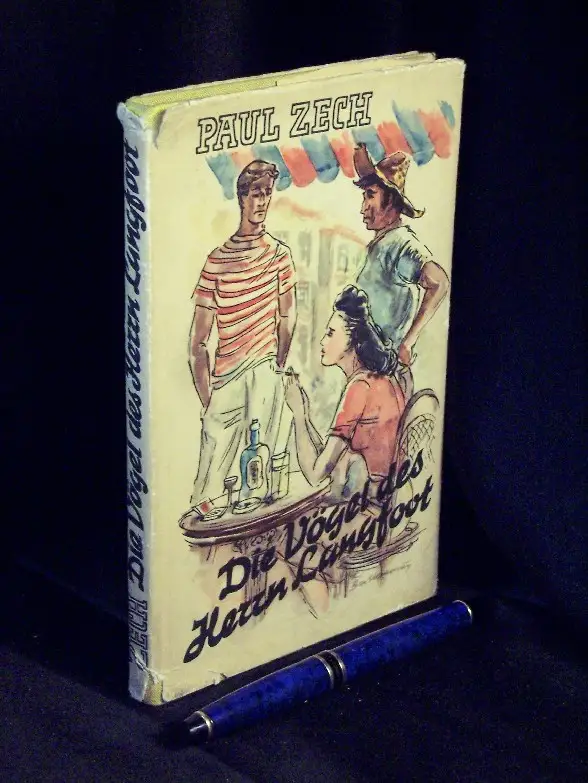 PAUL ZECH
Die Vögel des
Herrn Langfoot
ZECH Die Vögel des Herrn Langfoot